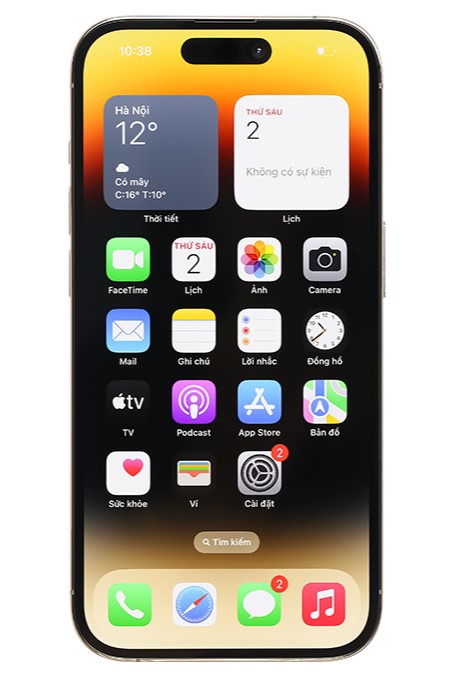 10:38
Hà Nội
12°
Có mây
C:16° T:10°
Thời tiết
THỨ SÁU
2
Không có sự kiện
Lịch
FaceTime
THỨ SÁU
2
Lịch
Ảnh
Camera
Mail
Ghi chú
Lời nhắc
Đồng hồ
tv
TV
Podcast
App Store
Bản đồ
Sức khỏe
Ví
2
Cài đặt
Tìm kiếm
2